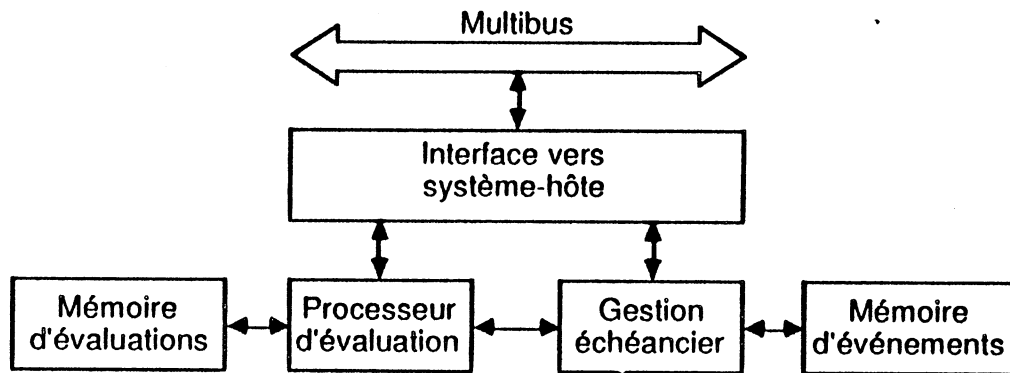 Multibus
Interface vers
système-hôte
Mémoire
d'évaluations
Processeur
d'évaluation
Gestion
échéancier
Mémoire
d'événements